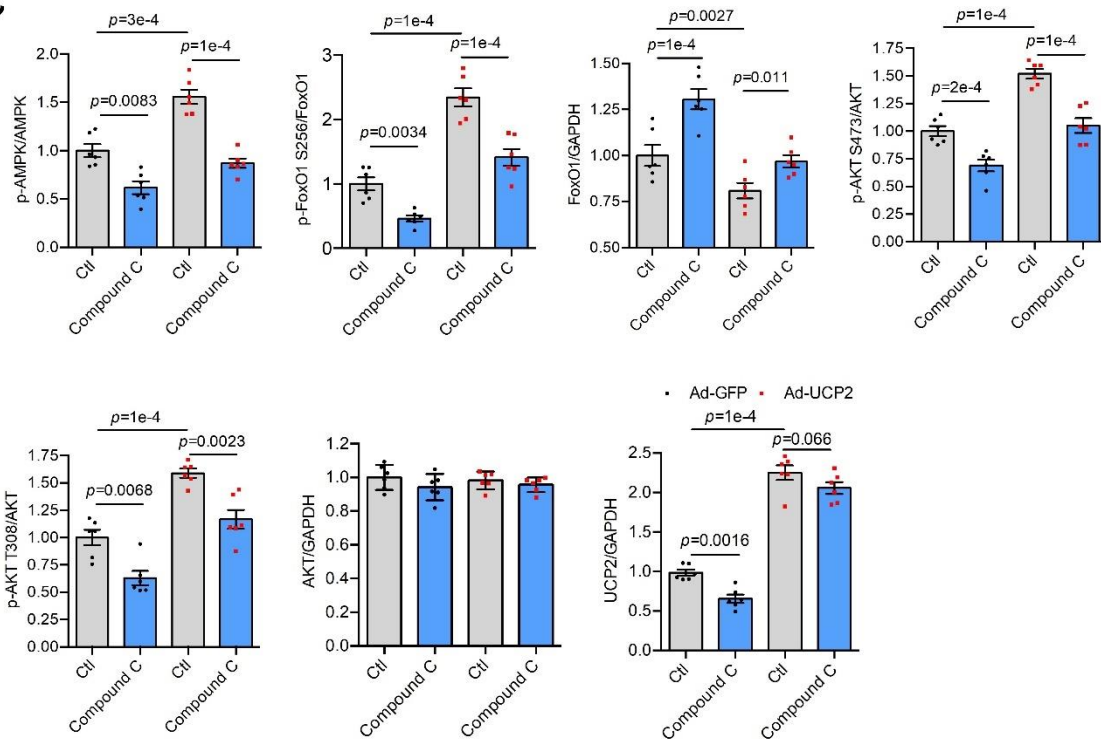 p=3e-4
p=1e-4
p=0.0083
p-AMPK/AMPK
2.0
1.5
1.0
0.5
0.0
Ctl
Compound C
Ctl
Compound C
p=1e-4
p=1e-4
p=0.0034
p-FoxO1 S256/FoxO1
3
2
1
0
Ctl
Compound C
Ctl
Compound C
p=0.0027
p=1e-4
p=0.011
FoxO1/GAPDH
1.25
1.00
0.75
0.50
Ctl
Compound C
Ctl
Compound C
p=1e-4
p=1e-4
p=2e-4
p-AKT S473/AKT
1.75
1.50
1.25
1.00
0.75
0.50
0.25
0.00
Ctl
Compound C
Ctl
Compound C
p=1e-4
p=0.0023
p=0.0068
p-AKT T308/AKT
1.75
1.50
1.25
1.00
0.75
0.50
0.25
0.00
Ctl
Compound C
Ctl
Compound C
AKT/GAPDH
1.2
1.0
0.8
0.6
0.4
0.2
0.0
Ctl
Compound C
Ctl
Compound C
Ad-GFP Ad-UCP2
p=1e-4
p=0.066
p=0.0016
UCP2/GAPDH
2.5
2.0
1.5
1.0
0.5
0.0
Ctl
Compound C
Ctl
Compound C